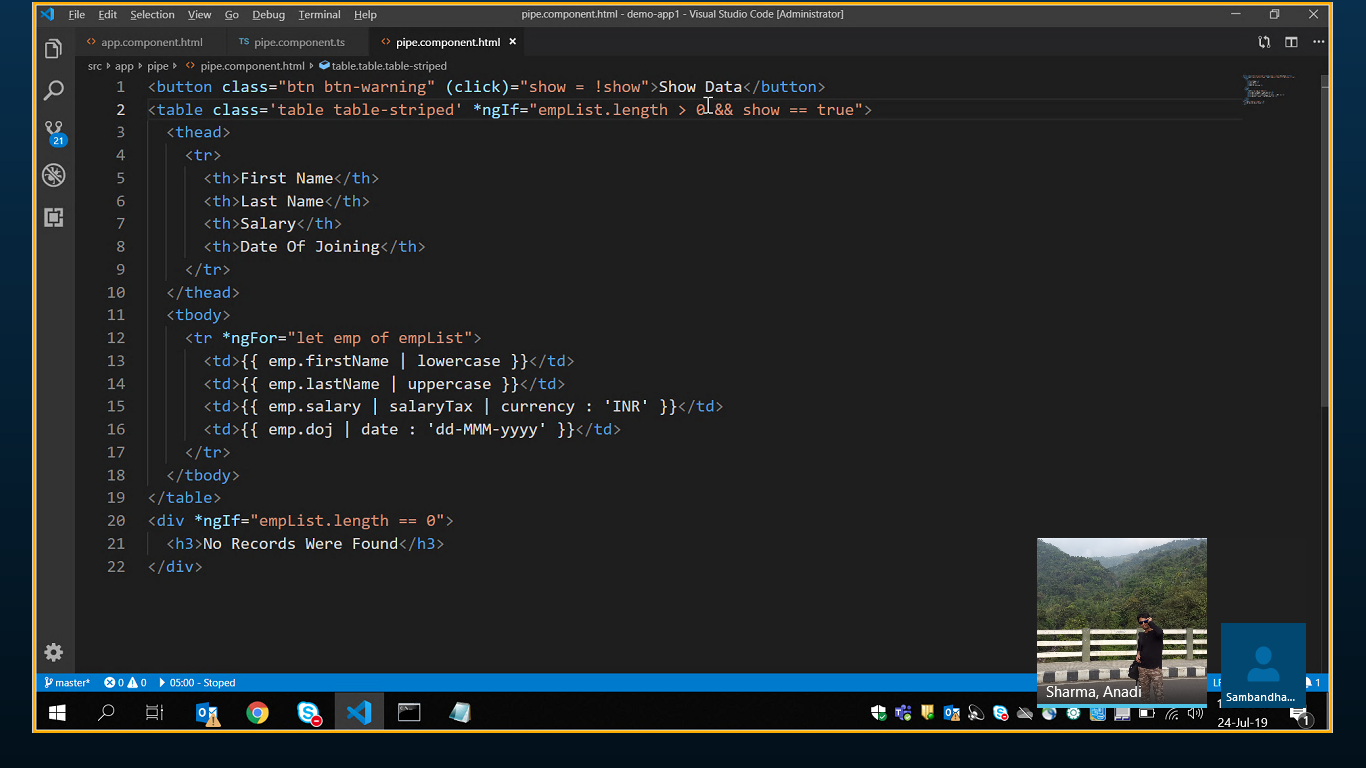 File Edit Selection View Go Debug Terminal Help pipe.component.html - demo-app1 - Visual Studio Code [Administrator]
app.component.html TS pipe.component.ts pipe.component.html
src app pipe pipe.component.html table.table.table-striped
1 <button class="btn btn-warning" (click)="show = !show">Show Data</button>
2 <table class='table table-striped' *ngIf="empList.length > 0 && show == true">
3 <thead>
4 <tr>
5 <th>First Name</th>
6 <th>Last Name</th>
7 <th>Salary</th>
8 <th>Date Of Joining</th>
9 </tr>
10 </thead>
11 <tbody>
12 <tr *ngFor="let emp of empList">
13 <td>{{ emp.firstName | lowercase }}</td>
14 <td>{{ emp.lastName | uppercase }}</td>
15 <td>{{ emp.salary | salaryTax | currency : 'INR' }}</td>
16 <td>{{ emp.doj | date : 'dd-MMM-yyyy' }}</td>
17 </tr>
18 </tbody>
19 </table>
20 <div *ngIf="empList.length == 0">
21 <h3>No Records Were Found</h3>
22 </div>
21
Sharma, Anadi
Sambandha...
master* 0 0 05:00 - Stoped LF 1
24-Jul-19
1